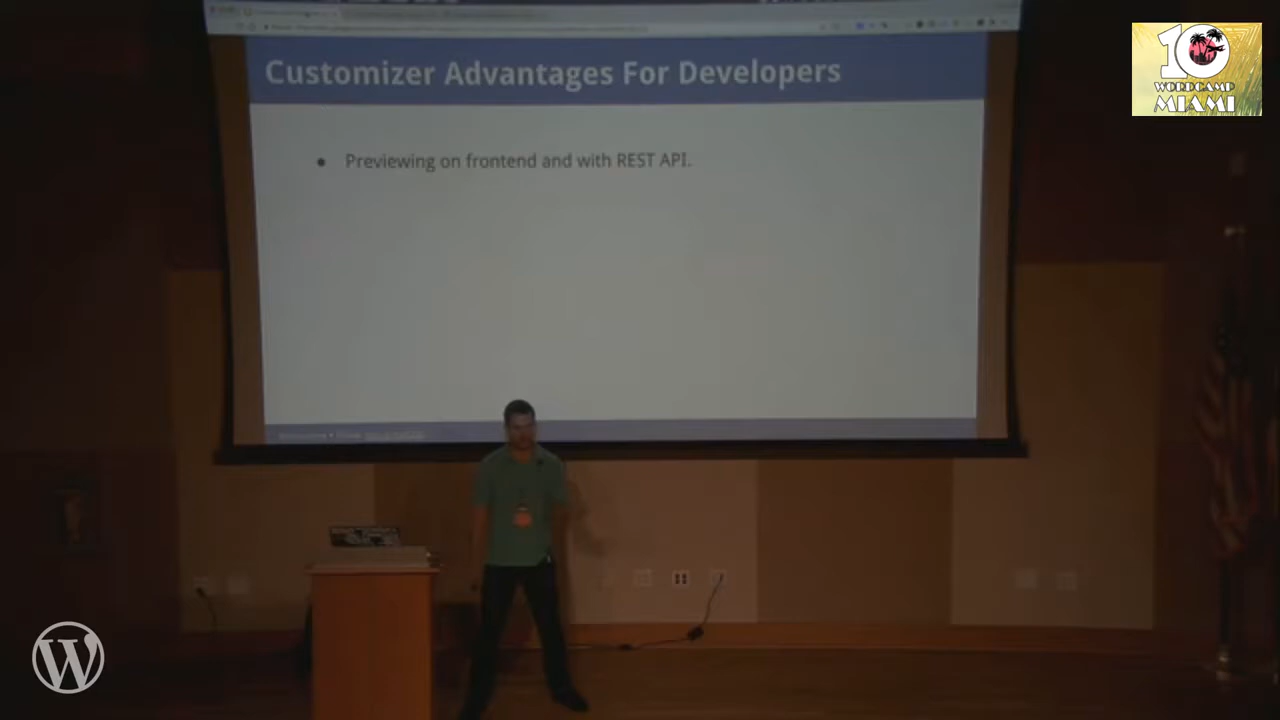 Customizer Advantages For Developers
● Previewing on frontend and with REST API.
10
WORDCAMP
MIAMI